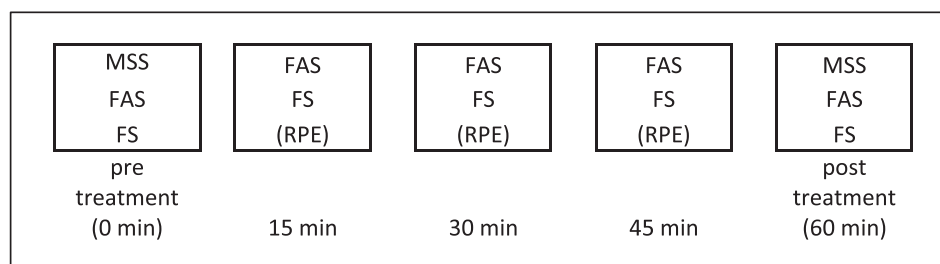 MSS
FAS
FS
pre
treatment
(0 min)
FAS
FS
(RPE)
15 min
FAS
FS
(RPE)
30 min
FAS
FS
(RPE)
45 min
MSS
FAS
FS
post
treatment
(60 min)